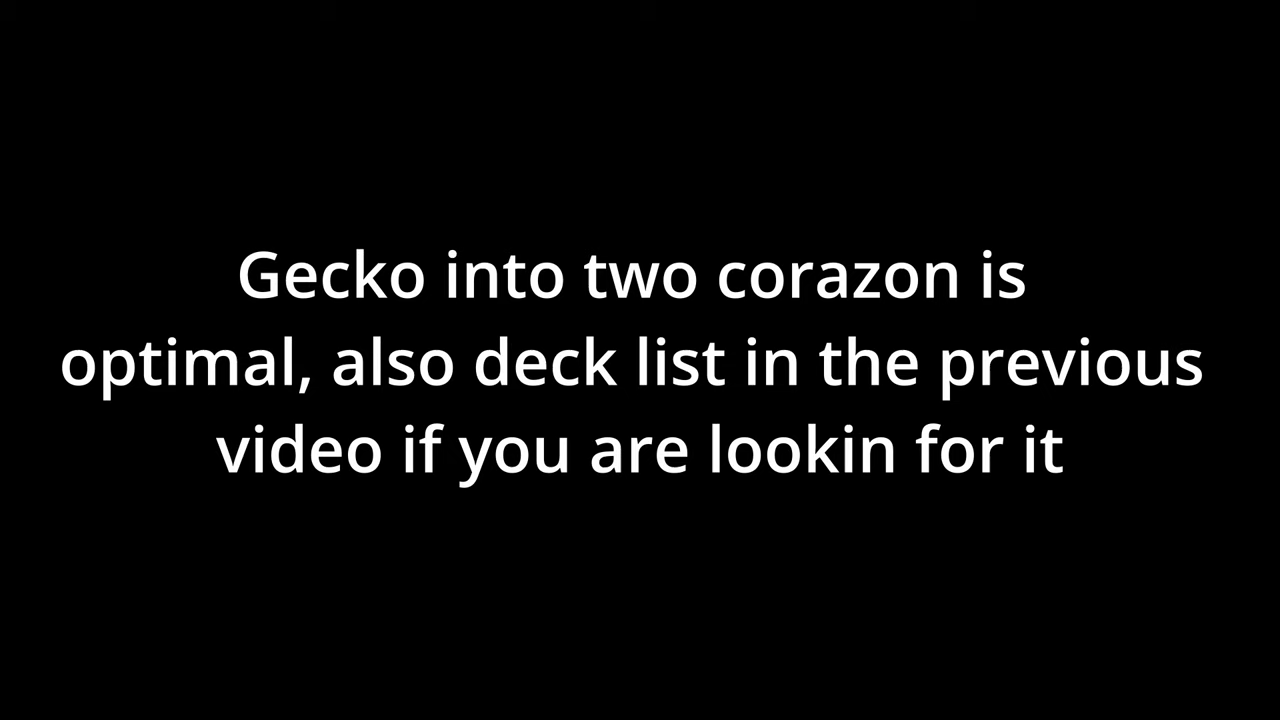 Gecko into two corazon is
optimal, also deck list in the previous
video if you are lookin for it